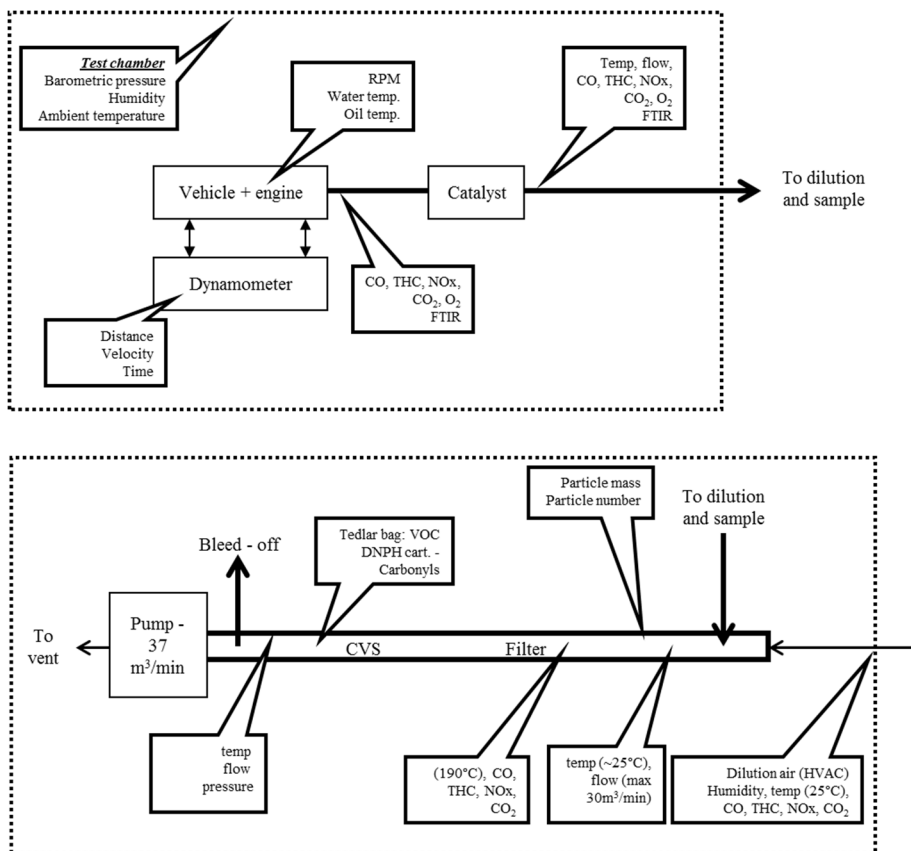 Test chamber
Barometric pressure
Humidity
Ambient temperature
RPM
Water temp.
Oil temp.
Temp, flow,
CO, THC, NOx,
CO₂, O₂
FTIR
Vehicle + engine
Catalyst
To dilution
and sample
Dynamometer
CO, THC, NOx,
CO₂, O₂
FTIR
Distance
Velocity
Time
Particle mass
Particle number
To dilution
and sample
Bleed - off
Tedlar bag: VOC
DNPH cart. -
Carbonyls
To
vent
Pump -
37
m³/min
CVS
Filter
temp
flow
pressure
(190°C), CO,
THC, NOx,
CO₂
temp (~25°C),
flow (max
30m³/min)
Dilution air (HVAC)
Humidity, temp (25°C),
CO, THC, NOx, CO₂